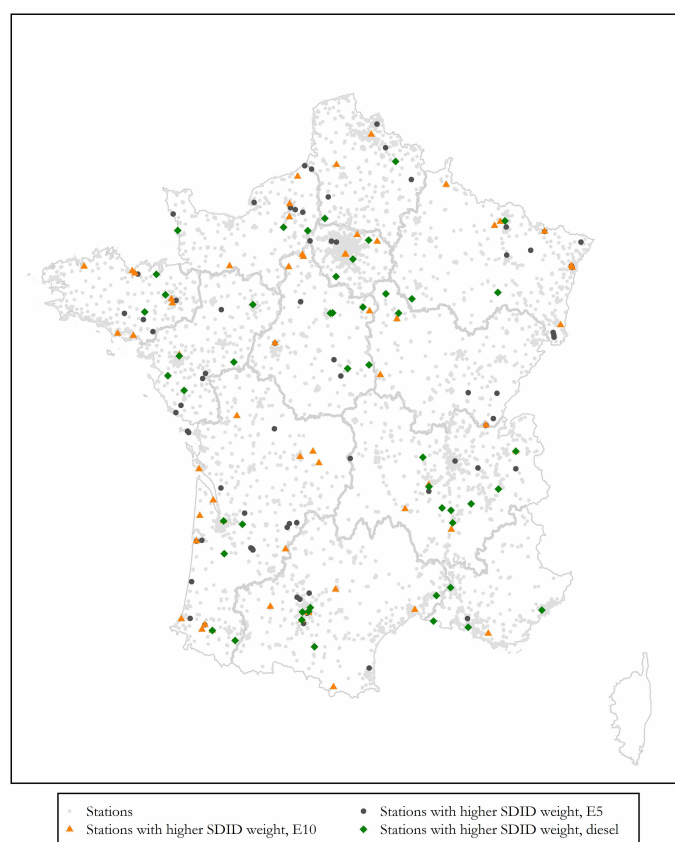 Stations
Stations with higher SDID weight, E5
Stations with higher SDID weight, E10
Stations with higher SDID weight, diesel